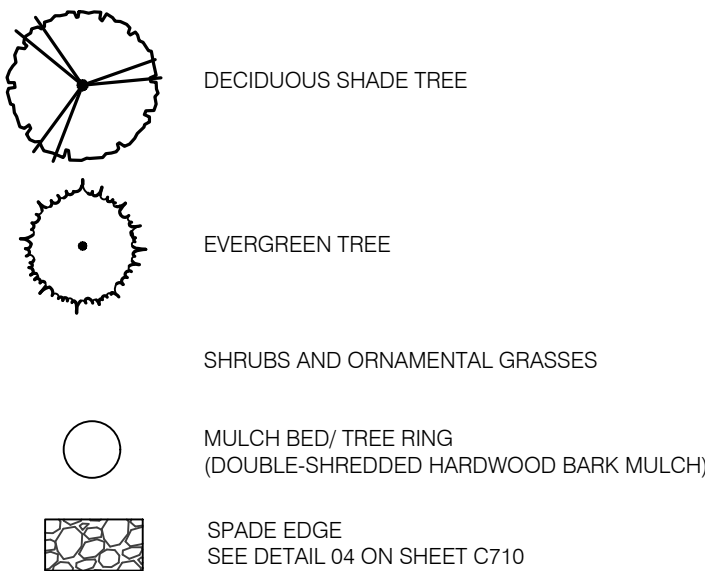 DECIDUOUS SHADE TREE
EVERGREEN TREE
SHRUBS AND ORNAMENTAL GRASSES
MULCH BED/ TREE RING
(DOUBLE-SHREDDED HARDWOOD BARK MULCH)
SPADE EDGE
SEE DETAIL 04 ON SHEET C710